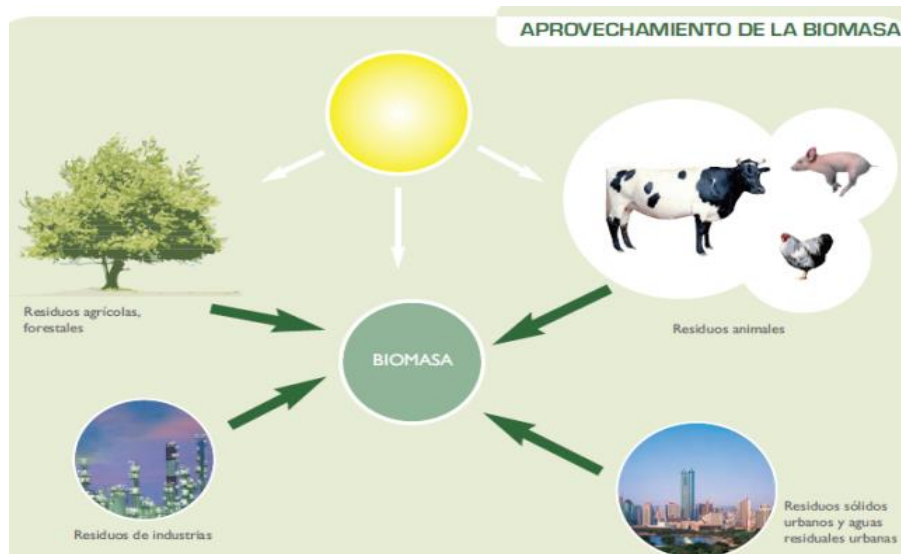 APROVECHAMIENTO DE LA BIOMASA
Residuos agrícolas,
forestales
Residuos animales
BIOMASA
Residuos de industrias
Residuos sólidos
urbanos y aguas
residuales urbanas